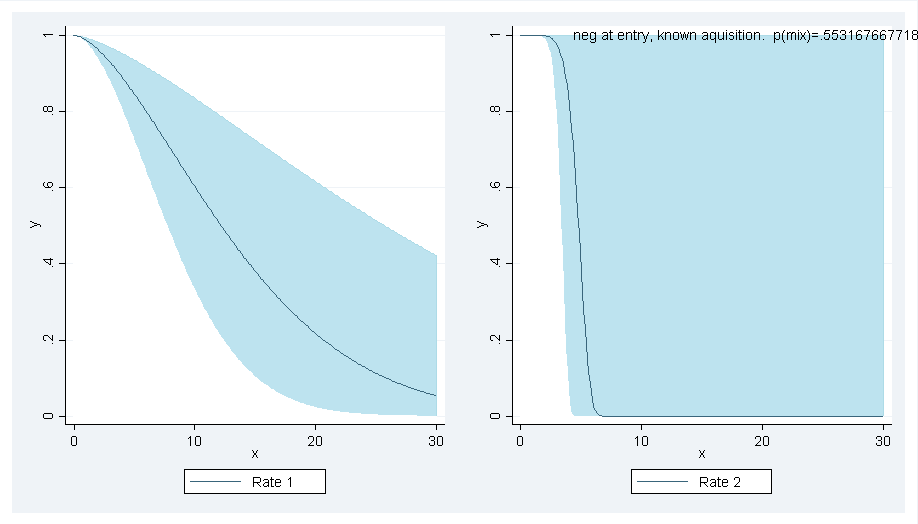 neg at entry, known aquisition. p(mix)=.553167667718
1
.8
.6
.4
.2
0
y
0 10 20 30
x
Rate 1
1
.8
.6
.4
.2
0
y
0 10 20 30
x
Rate 2